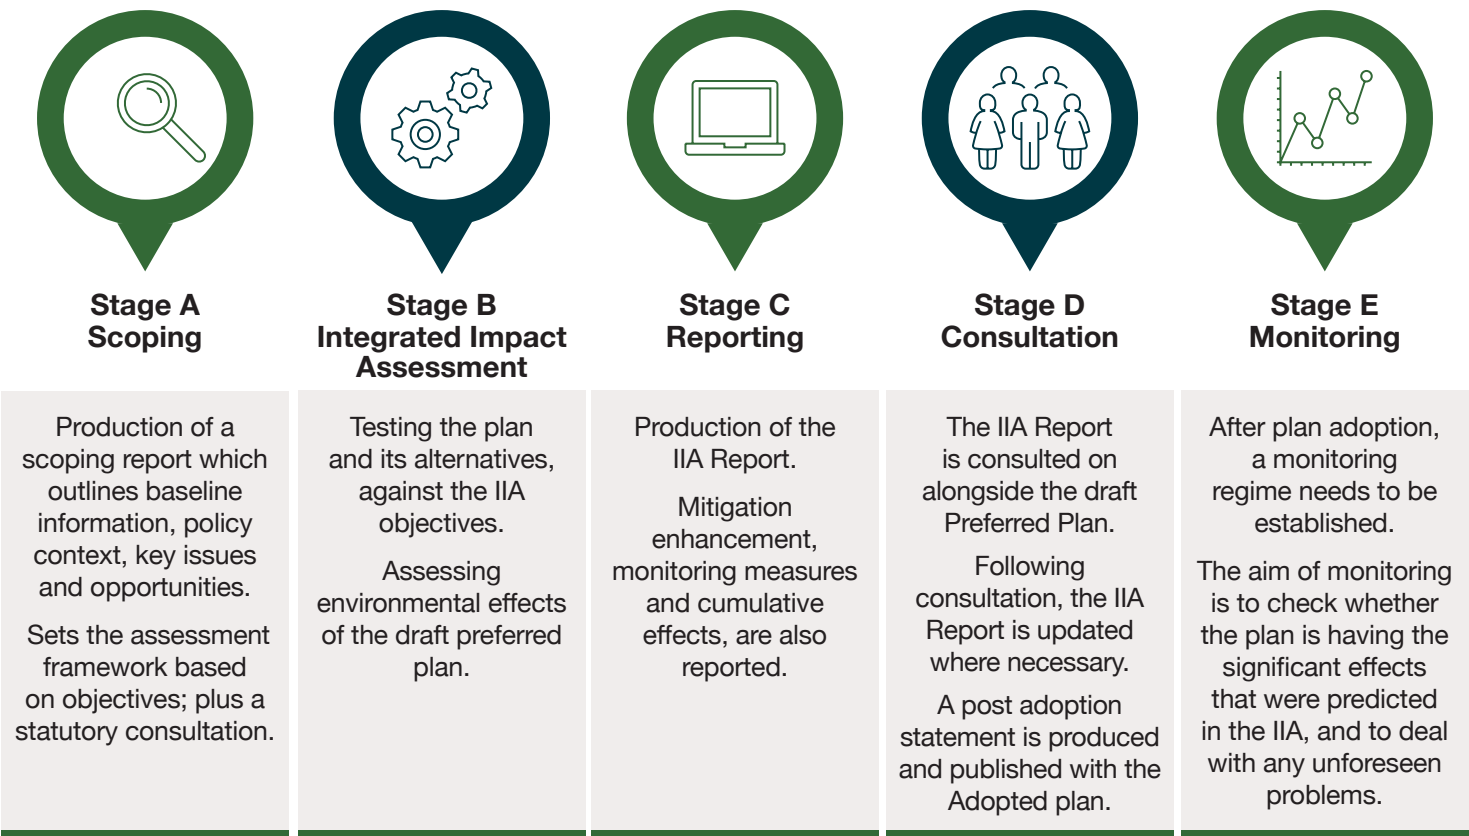 Stage A
Scoping
Production of a
scoping report which
outlines baseline
information, policy
context, key issues
and opportunities.
Sets the assessment
framework based
on objectives; plus a
statutory consultation.
Stage B
Integrated Impact
Assessment
Testing the plan
and its alternatives,
against the IIA
objectives.
Assessing
environmental effects
of the draft preferred
plan.
Stage C
Reporting
Production of the
IIA Report.
Mitigation
enhancement,
monitoring measures
and cumulative
effects, are also
reported.
Stage D
Consultation
The IIA Report
is consulted on
alongside the draft
Preferred Plan.
Following
consultation, the IIA
Report is updated
where necessary.
A post adoption
statement is produced
and published with the
Adopted plan.
Stage E
Monitoring
After plan adoption,
a monitoring
regime needs to be
established.
The aim of monitoring
is to check whether
the plan is having the
significant effects
that were predicted
in the IIA, and to deal
with any unforeseen
problems.